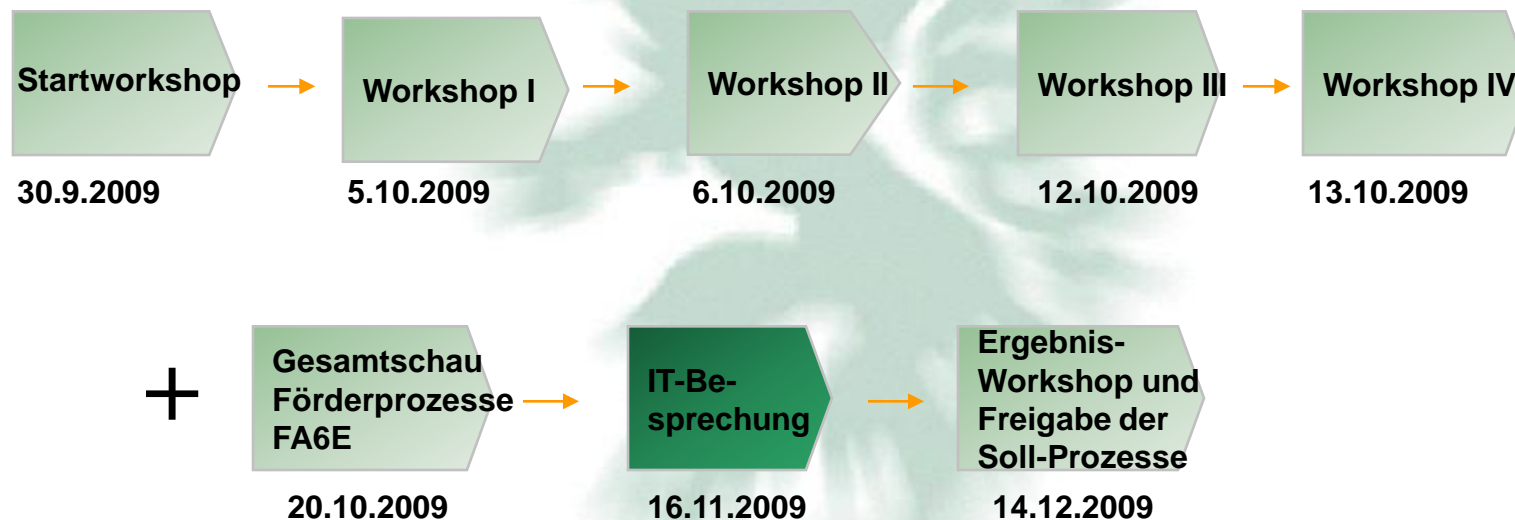 Startworkshop
Workshop I
Workshop II
Workshop III
Workshop IV
30.9.2009
5.10.2009
6.10.2009
12.10.2009
13.10.2009
+
Gesamtschau
Förderprozesse
FA6E
IT-Be-
sprechung
Ergebnis-
Workshop und
Freigabe der
Soll-Prozesse
20.10.2009
16.11.2009
14.12.2009